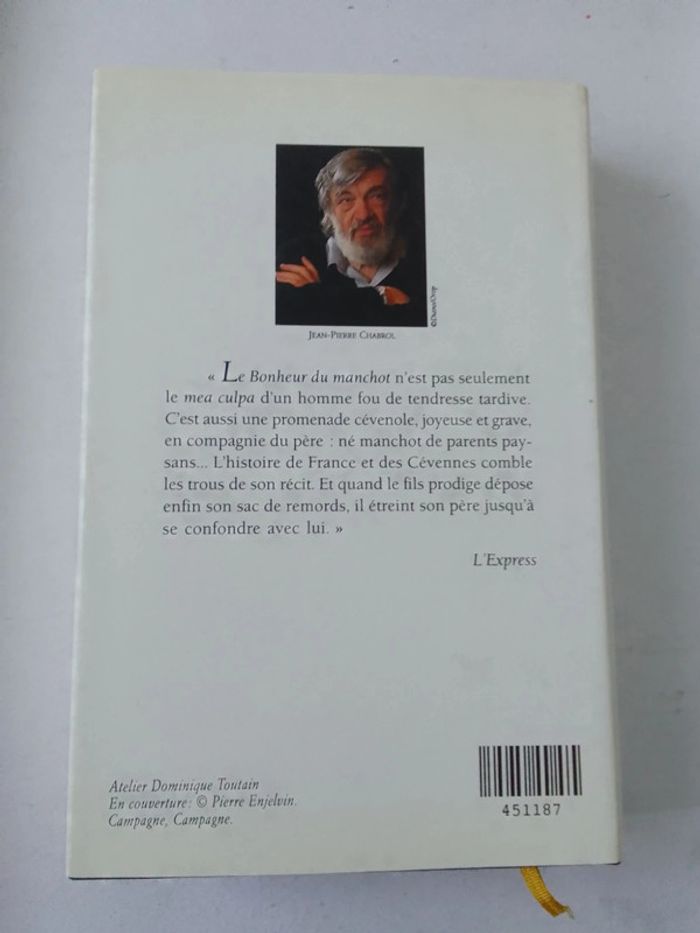 JEAN-PIERRE CHABROL
« Le Bonheur du manchot n'est pas seulement
le mea culpa d'un homme fou de tendresse tardive.
C'est aussi une promenade cévenole, joyeuse et grave,
en compagnie du père : né manchot de parents pay-
sans... L'histoire de France et des Cévennes comble
les trous de son récit. Et quand le fils prodige dépose
enfin son sac de remords, il étreint son père jusqu'à
se confondre avec lui. »
L'Express
Atelier Dominique Toutain
En couverture: © Pierre Enjelvin.
Campagne, Campagne.
451187